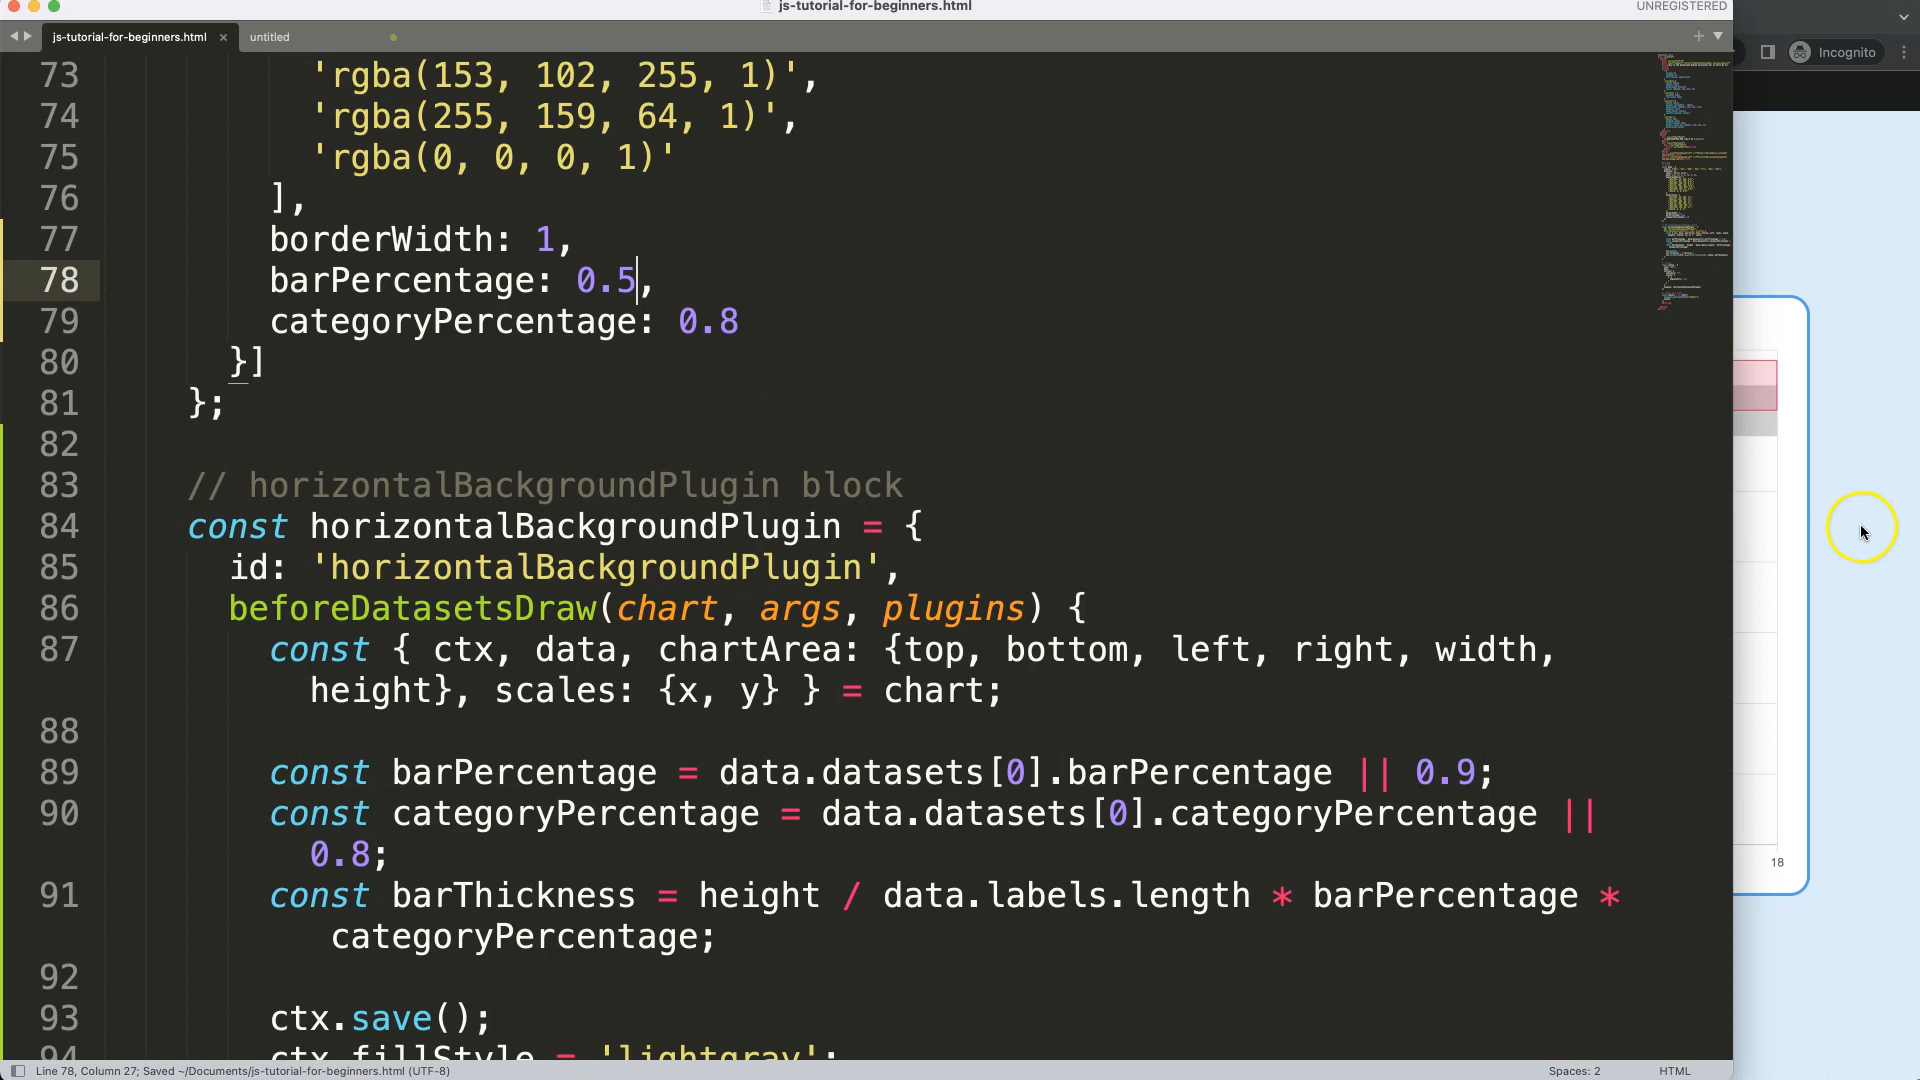 js-tutorial-for-beginners.html
UNREGISTERED
js-tutorial-for-beginners.html × untitled
Incognito
73 'rgba(153, 102, 255, 1)',
74 'rgba(255, 159, 64, 1)',
75 'rgba(0, 0, 0, 1)'
76 ],
77 borderWidth: 1,
78 barPercentage: 0.5,
79 categoryPercentage: 0.8
80 }]
81 };
82
83 // horizontalBackgroundPlugin block
84 const horizontalBackgroundPlugin = {
85 id: 'horizontalBackgroundPlugin',
86 beforeDatasetsDraw(chart, args, plugins) {
87 const { ctx, data, chartArea: {top, bottom, left, right, width,
height}, scales: {x, y} } = chart;
88
89 const barPercentage = data.datasets[0].barPercentage || 0.9;
90 const categoryPercentage = data.datasets[0].categoryPercentage ||
0.8;
18
91 const barThickness = height / data.labels.length * barPercentage *
categoryPercentage;
92
93 ctx.save();
94 ctx.fillStyle = 'lightgray';
Line 78, Column 27; Saved ~/Documents/js-tutorial-for-beginners.html (UTF-8)
Spaces: 2
HTML